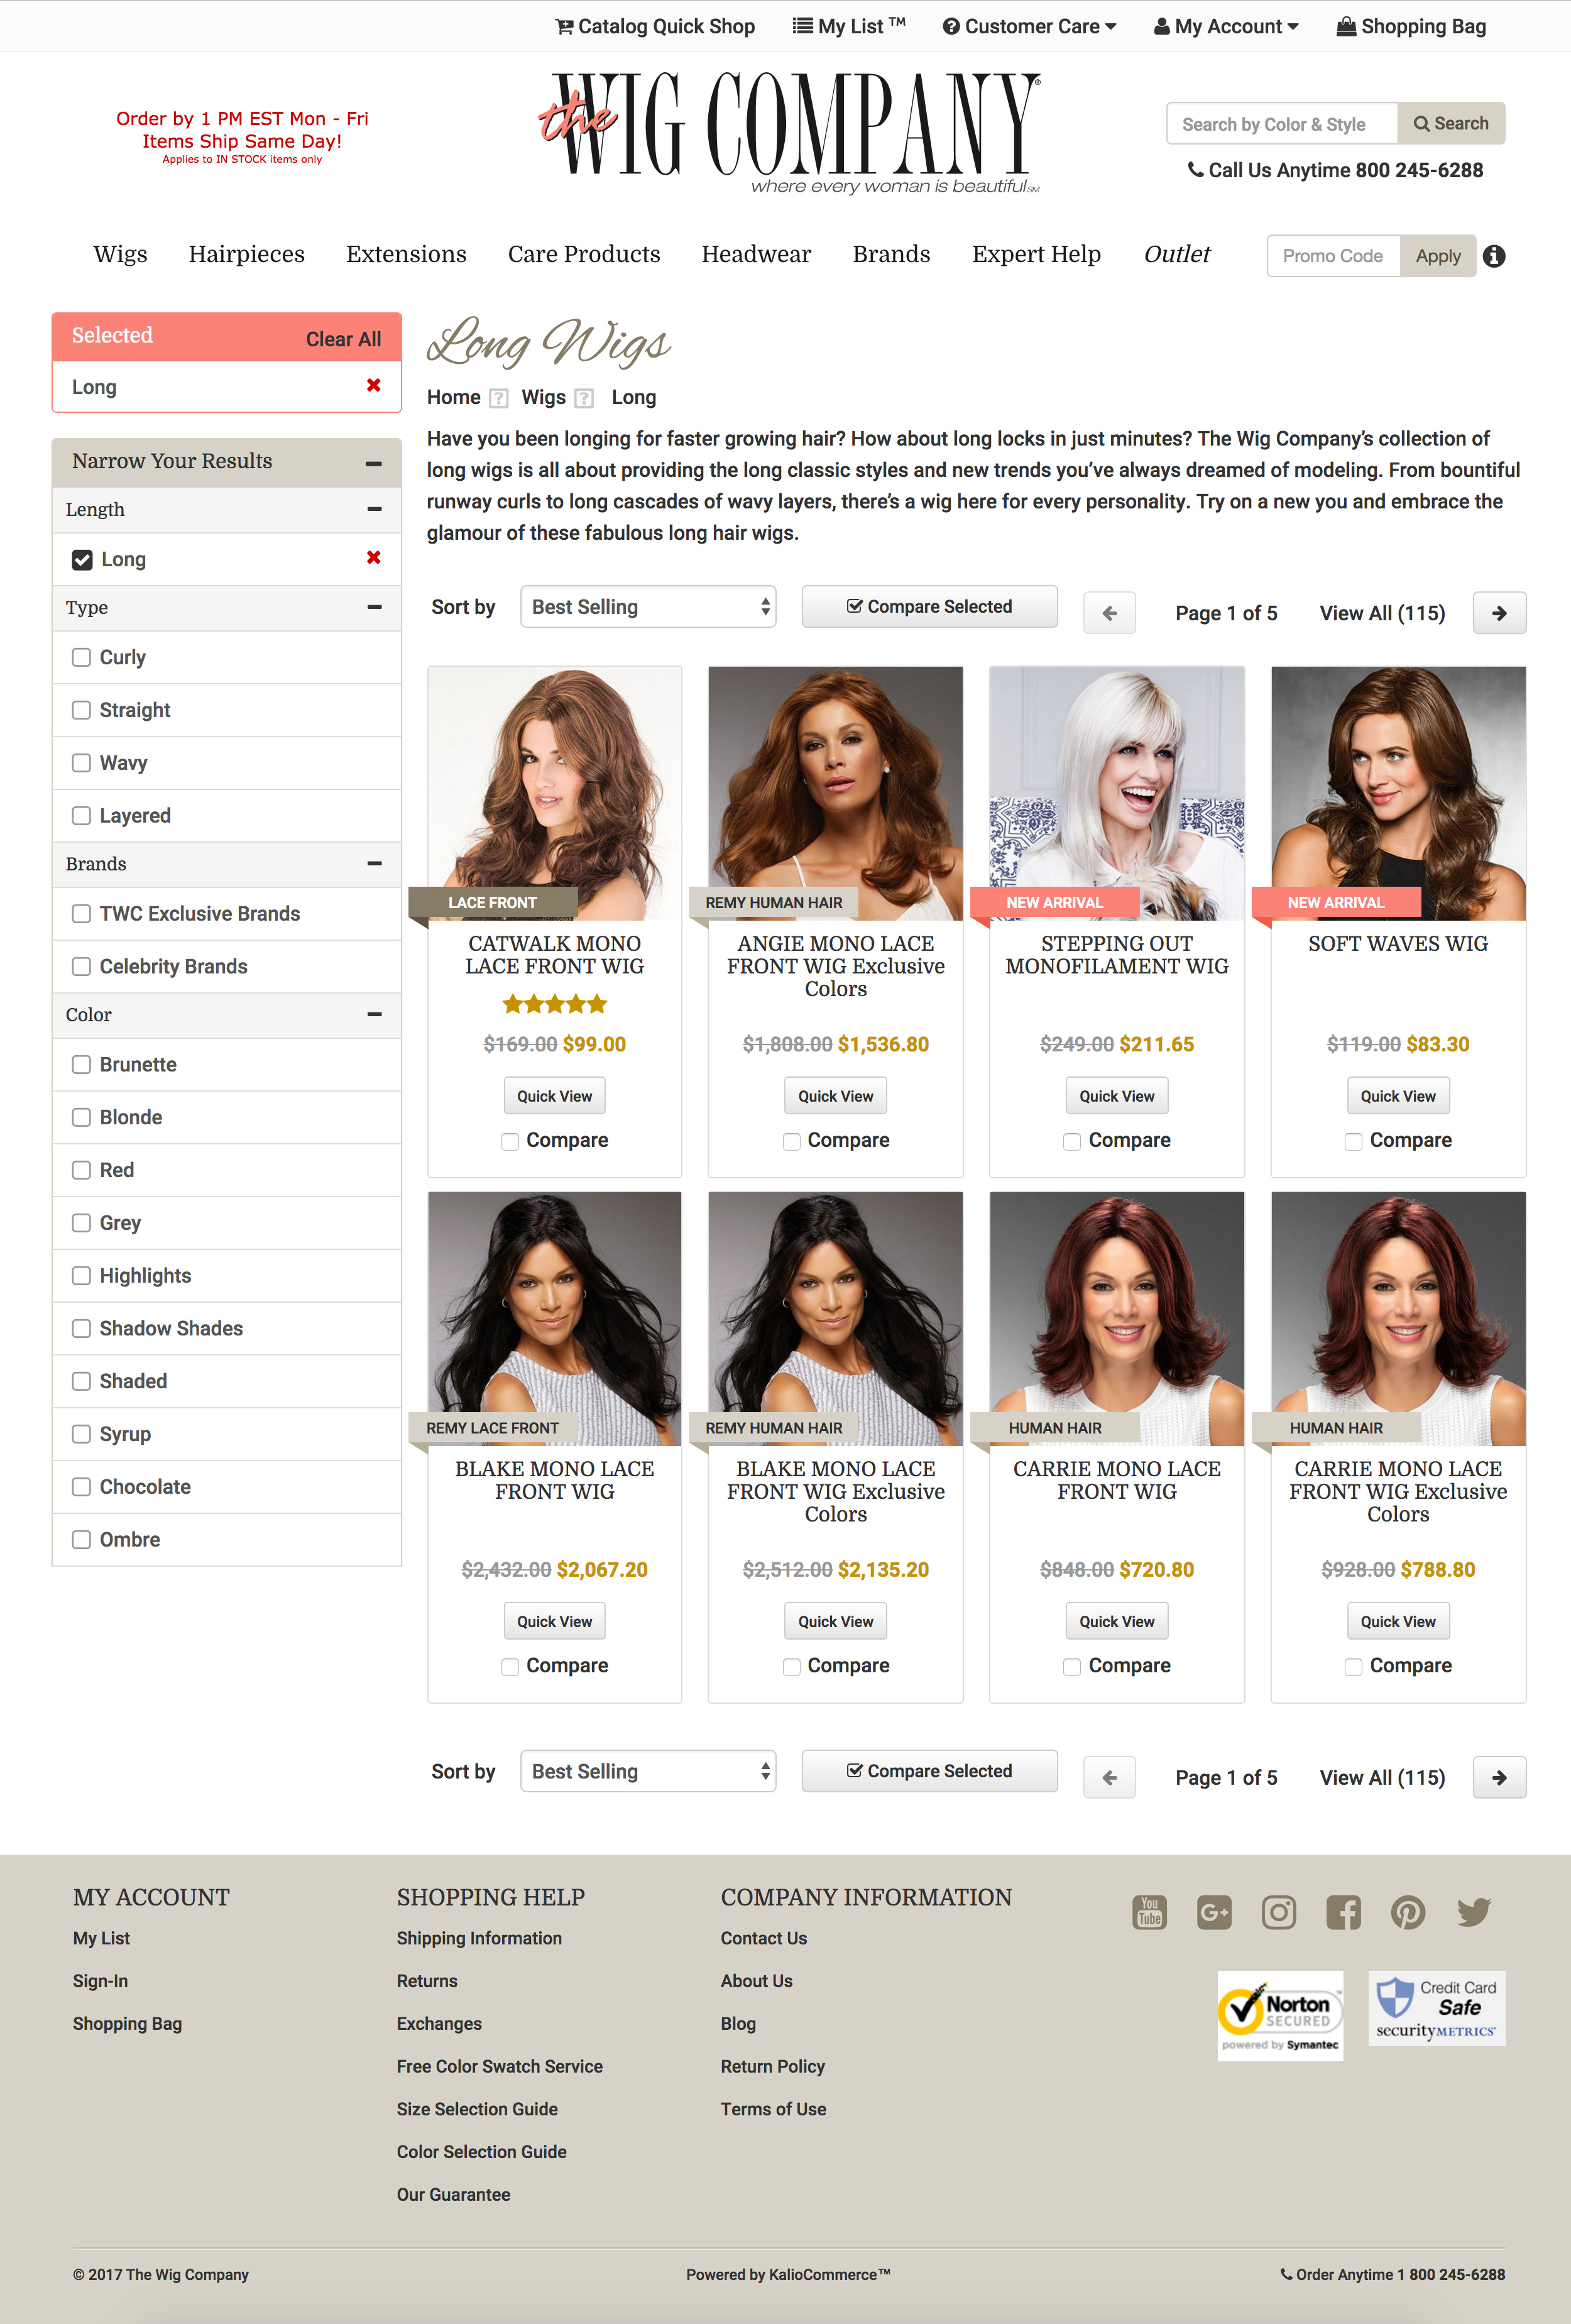 Catalog Quick Shop
My List ™
Customer Care
My Account
Shopping Bag
Order by 1 PM EST Mon - Fri
Items Ship Same Day!
Applies to IN STOCK items only
the WIG COMPANY®
where every woman is beautiful℠
Search by Color & Style
Search
Call Us Anytime 800 245-6288
Wigs
Hairpieces
Extensions
Care Products
Headwear
Brands
Expert Help
Outlet
Promo Code
Apply
Selected
Clear All
Long
Narrow Your Results
Length
Long
Type
Curly
Straight
Wavy
Layered
Brands
TWC Exclusive Brands
Celebrity Brands
Color
Brunette
Blonde
Red
Grey
Highlights
Shadow Shades
Shaded
Syrup
Chocolate
Ombre
Long Wigs
Home ? Wigs ? Long
Have you been longing for faster growing hair? How about long locks in just minutes? The Wig Company’s collection of
long wigs is all about providing the long classic styles and new trends you’ve always dreamed of modeling. From bountiful
runway curls to long cascades of wavy layers, there’s a wig here for every personality. Try on a new you and embrace the
glamour of these fabulous long hair wigs.
Sort by
Best Selling
Compare Selected
Page 1 of 5
View All (115)
LACE FRONT
CATWALK MONO
LACE FRONT WIG
$169.00 $99.00
Quick View
Compare
REMY HUMAN HAIR
ANGIE MONO LACE
FRONT WIG Exclusive
Colors
$1,808.00 $1,536.80
Quick View
Compare
NEW ARRIVAL
STEPPING OUT
MONOFILAMENT WIG
$249.00 $211.65
Quick View
Compare
NEW ARRIVAL
SOFT WAVES WIG
$119.00 $83.30
Quick View
Compare
REMY LACE FRONT
BLAKE MONO LACE
FRONT WIG
$2,432.00 $2,067.20
Quick View
Compare
REMY HUMAN HAIR
BLAKE MONO LACE
FRONT WIG Exclusive
Colors
$2,512.00 $2,135.20
Quick View
Compare
HUMAN HAIR
CARRIE MONO LACE
FRONT WIG
$848.00 $720.80
Quick View
Compare
HUMAN HAIR
CARRIE MONO LACE
FRONT WIG Exclusive
Colors
$928.00 $788.80
Quick View
Compare
Sort by
Best Selling
Compare Selected
Page 1 of 5
View All (115)
MY ACCOUNT
My List
Sign-In
Shopping Bag
SHOPPING HELP
Shipping Information
Returns
Exchanges
Free Color Swatch Service
Size Selection Guide
Color Selection Guide
Our Guarantee
COMPANY INFORMATION
Contact Us
About Us
Blog
Return Policy
Terms of Use
You
Tube
G+
Norton™
SECURED
powered by Symantec
Credit Card
Safe
securityMETRICS®
© 2017 The Wig Company
Powered by KalioCommerce™
Order Anytime 1 800 245-6288